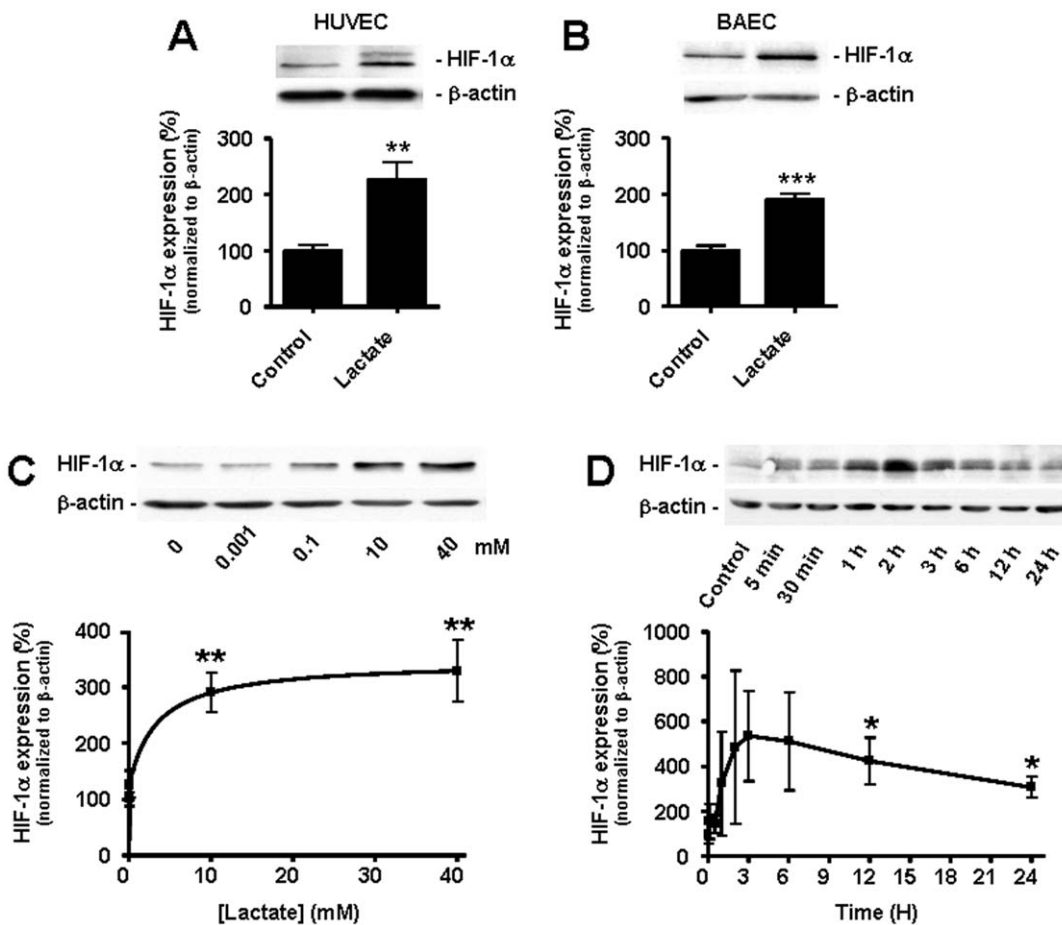 A
HUVEC
- HIF-1α
- β-actin
HIF-1α expression (%)
(normalized to β-actin)
300
200
100
0
**
Control
Lactate
B
BAEC
- HIF-1α
- β-actin
HIF-1α expression (%)
(normalized to β-actin)
300
200
100
0
***
Control
Lactate
C
HIF-1α -
β-actin -
0 0.001 0.1 10 40 mM
HIF-1α expression (%)
(normalized to β-actin)
400
300
200
100
0
** **
0 10 20 30 40
[Lactate] (mM)
D
HIF-1α -
β-actin -
Control 5 min 30 min 1 h 2 h 3 h 6 h 12 h 24 h
HIF-1α expression (%)
(normalized to β-actin)
1000
800
600
400
200
0
* *
0 3 6 9 12 15 18 21 24
Time (H)